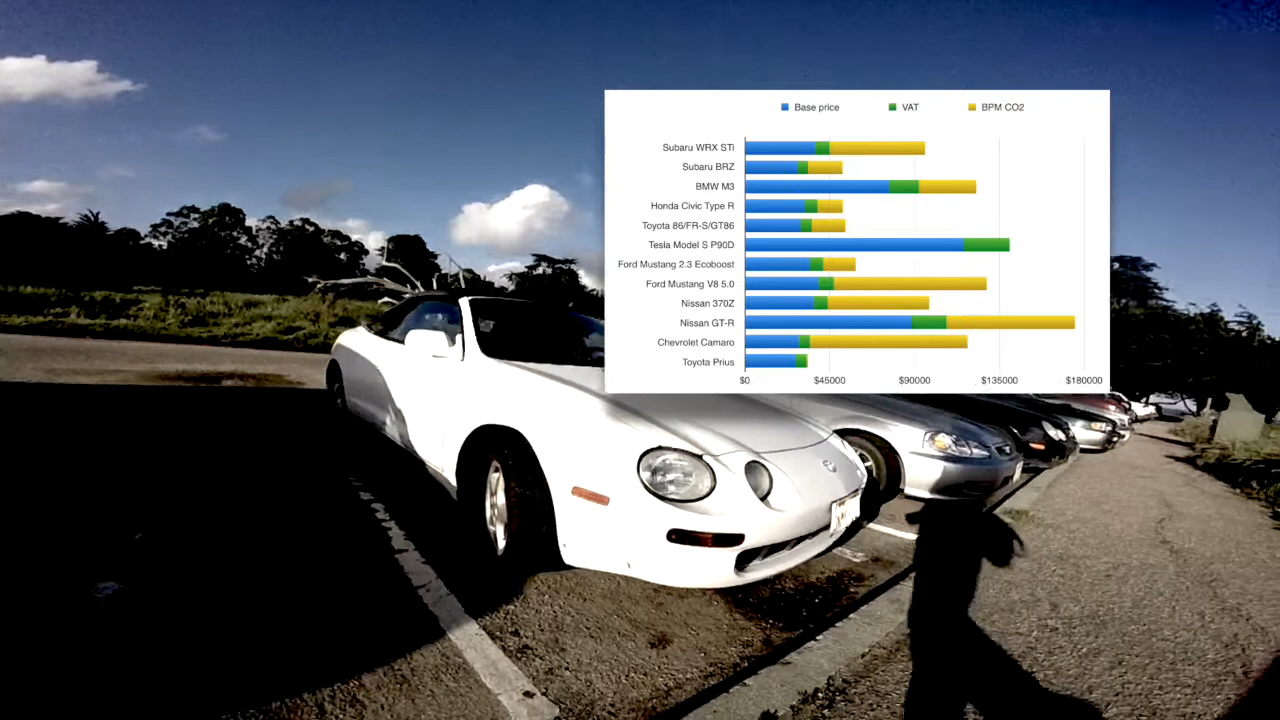 Base price VAT BPM CO2
Subaru WRX STi
Subaru BRZ
BMW M3
Honda Civic Type R
Toyota 86/FR-S/GT86
Tesla Model S P90D
Ford Mustang 2.3 Ecoboost
Ford Mustang V8 5.0
Nissan 370Z
Nissan GT-R
Chevrolet Camaro
Toyota Prius
$0 $45000 $90000 $135000 $180000